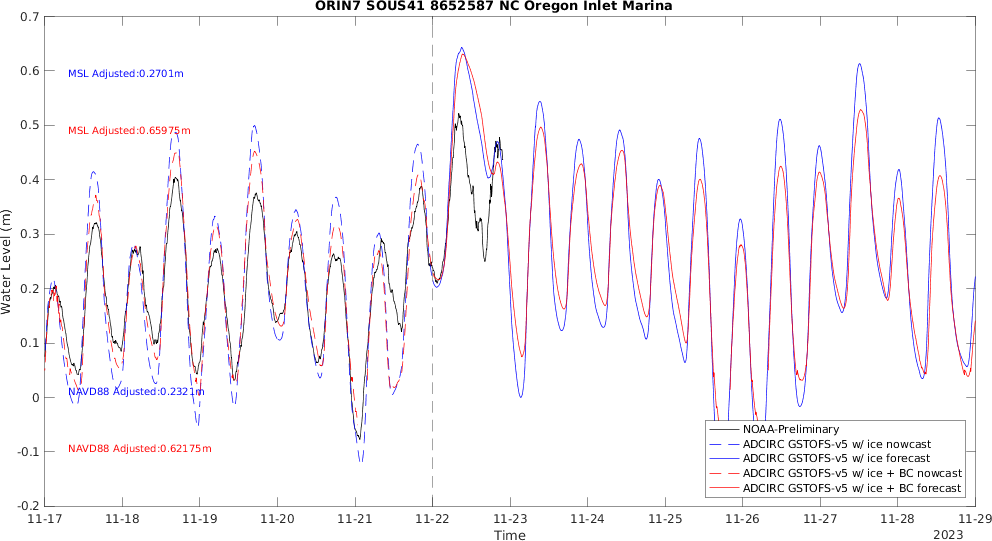 ORIN7 SOUS41 8652587 NC Oregon Inlet Marina
0.7
0.6
0.5
0.4
0.3
0.2
0.1
0
-0.1
-0.2
Water Level (m)
MSL Adjusted:0.2701m
MSL Adjusted:0.65975m
NAVD88 Adjusted:0.2321m
NAVD88 Adjusted:0.62175m
NOAA-Preliminary
ADCIRC GSTOFS-v5 w/ ice nowcast
ADCIRC GSTOFS-v5 w/ ice forecast
ADCIRC GSTOFS-v5 w/ ice + BC nowcast
ADCIRC GSTOFS-v5 w/ ice + BC forecast
11-17 11-18 11-19 11-20 11-21 11-22 11-23 11-24 11-25 11-26 11-27 11-28 11-29
Time
2023